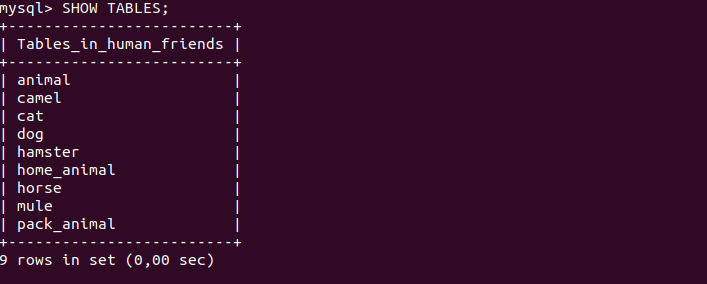 mysql> SHOW TABLES;
+-------------------------+
| Tables_in_human_friends |
+-------------------------+
| animal                  |
| camel                   |
| cat                     |
| dog                     |
| hamster                 |
| home_animal             |
| horse                   |
| mule                    |
| pack_animal             |
+-------------------------+
9 rows in set (0,00 sec)